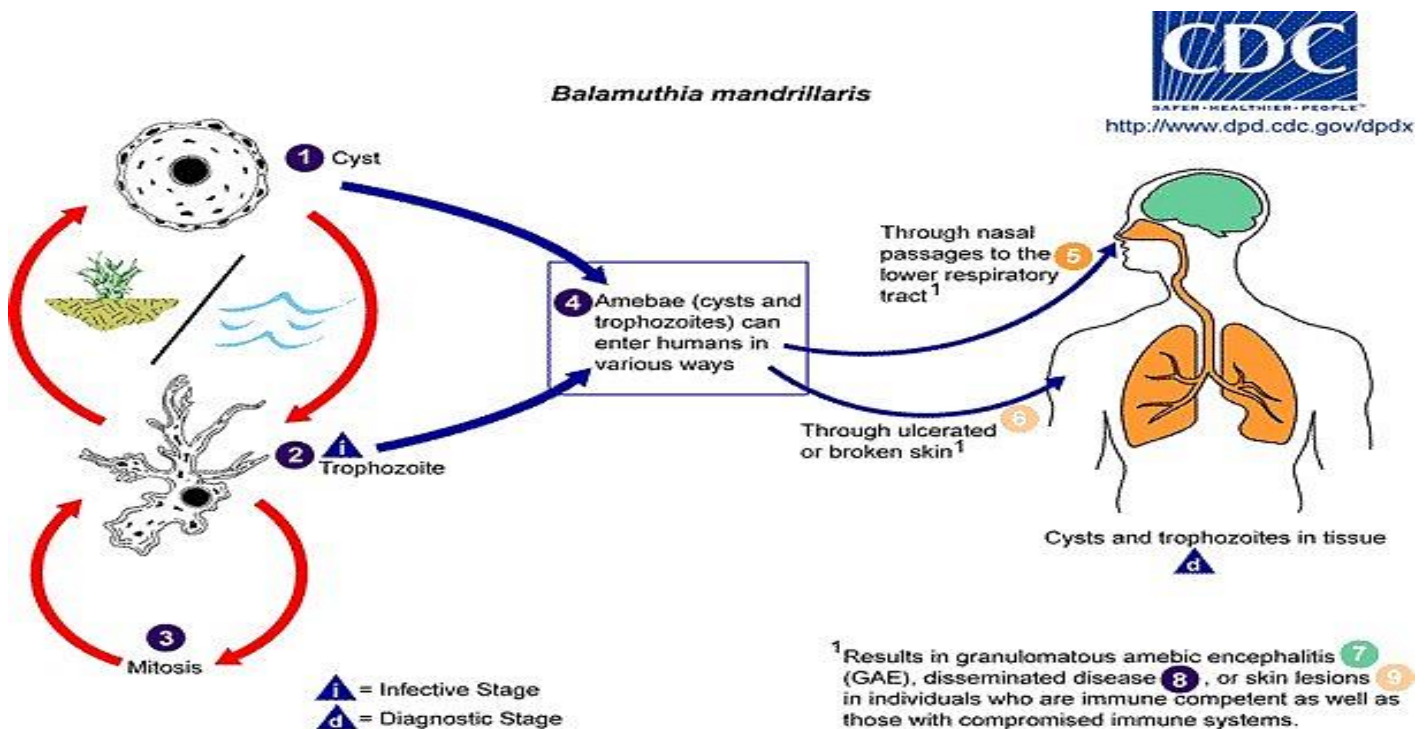 CDC
SAFER·HEALTHIER·PEOPLE™
http://www.dpd.cdc.gov/dpdx
Balamuthia mandrillaris
1 Cyst
2 i
Trophozoite
3
Mitosis
4 Amebae (cysts and
trophozoites) can
enter humans in
various ways
Through nasal
passages to the 5
lower respiratory
tract1
6
Through ulcerated
or broken skin1
Cysts and trophozoites in tissue
d
i = Infective Stage
d = Diagnostic Stage
1Results in granulomatous amebic encephalitis 7
(GAE), disseminated disease 8 , or skin lesions 9
in individuals who are immune competent as well as
those with compromised immune systems.